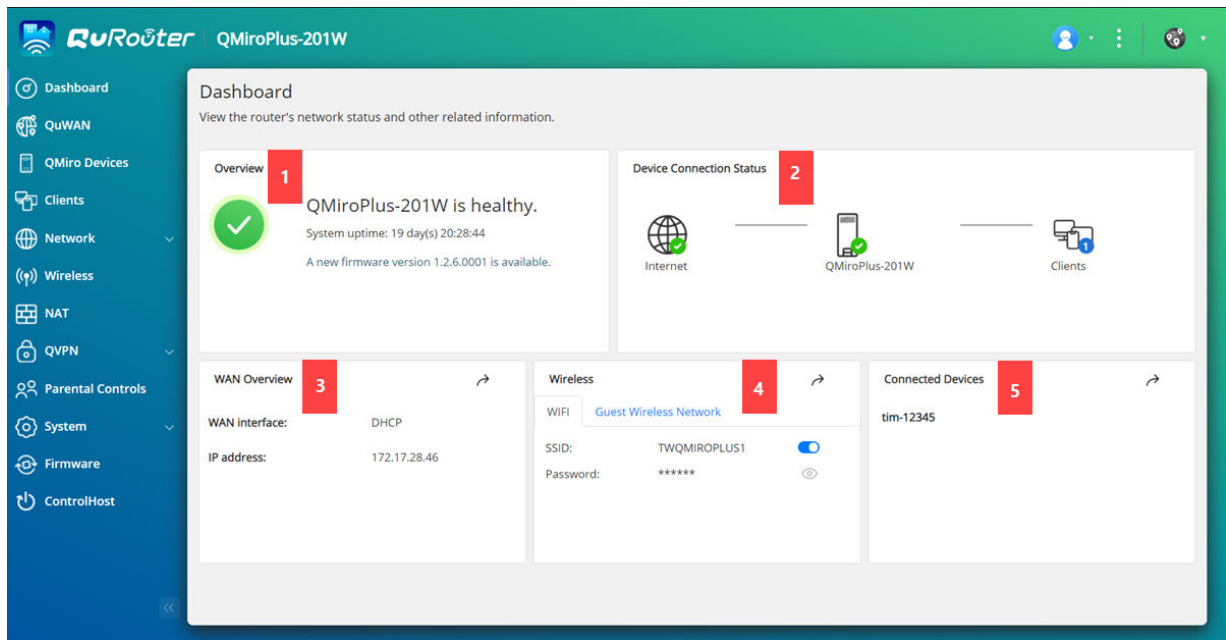 QuRoûter QMiroPlus-201W
Dashboard
QuWAN
QMiro Devices
Clients
Network
Wireless
NAT
QVPN
Parental Controls
System
Firmware
ControlHost
Dashboard
View the router's network status and other related information.
Overview
1
QMiroPlus-201W is healthy.
System uptime: 19 day(s) 20:28:44
A new firmware version 1.2.6.0001 is available.
Device Connection Status
2
Internet
QMiroPlus-201W
1
Clients
WAN Overview
3
WAN interface: DHCP
IP address: 172.17.28.46
Wireless
4
WIFI Guest Wireless Network
SSID: TWQMIROPLUS1
Password: ******
Connected Devices
5
tim-12345